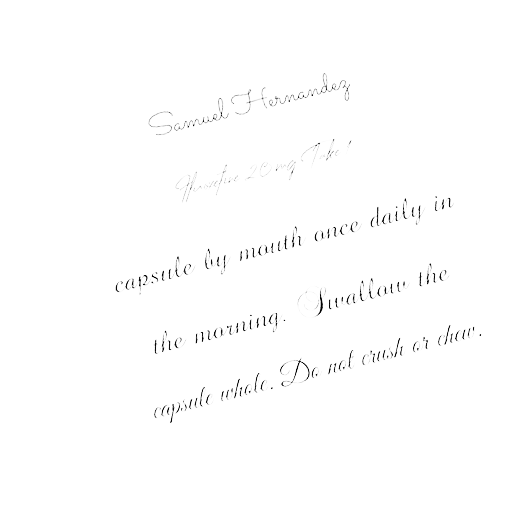 Samuel Hernandez
Fluoxetine 20 mg Take 1
capsule by mouth once daily in
the morning. Swallow the
capsule whole. Do not crush or chew.